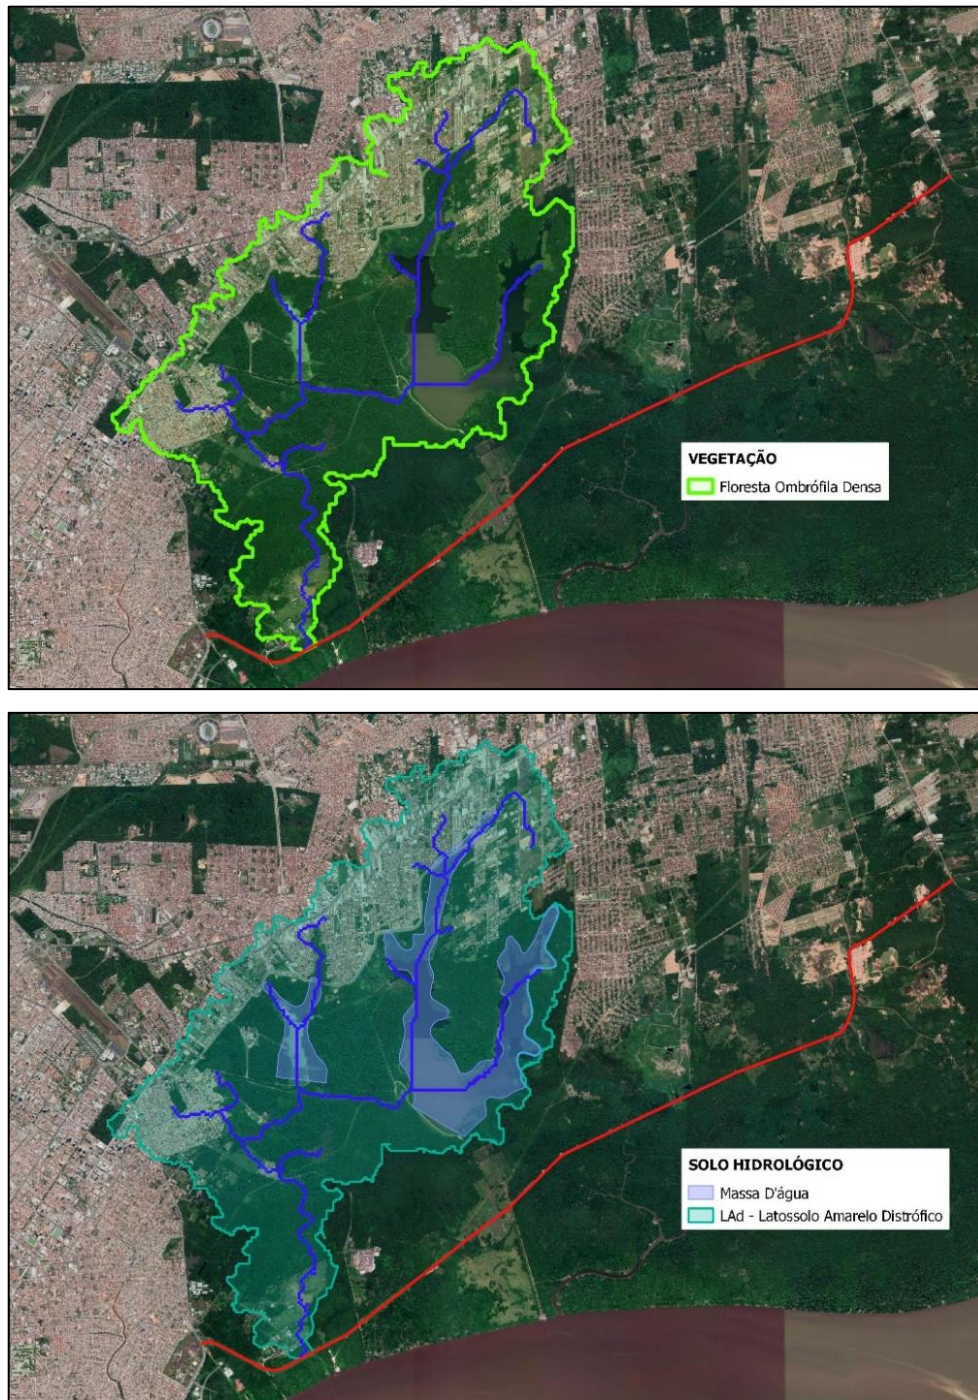 VEGETAÇÃO
Floresta Ombrófila Densa
SOLO HIDROLÓGICO
Massa D'água
LAd - Latossolo Amarelo Distrófico